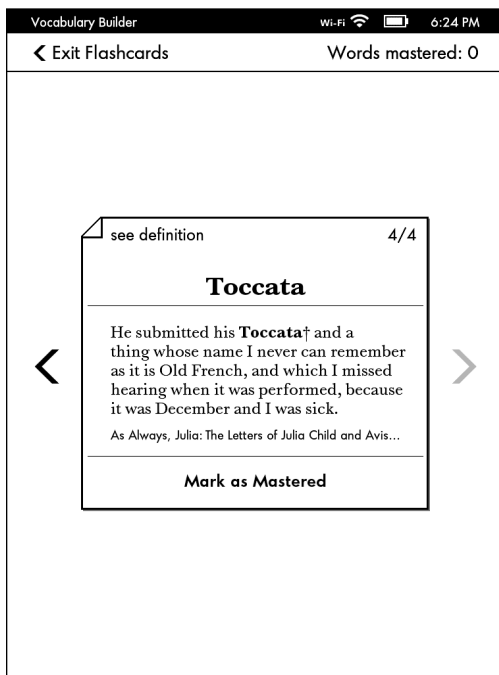 Vocabulary Builder Wi-Fi 6:24 PM
Exit Flashcards Words mastered: 0
see definition 4/4
Toccata
He submitted his Toccata† and a
thing whose name I never can remember
as it is Old French, and which I missed
hearing when it was performed, because
it was December and I was sick.
As Always, Julia: The Letters of Julia Child and Avis...
Mark as Mastered